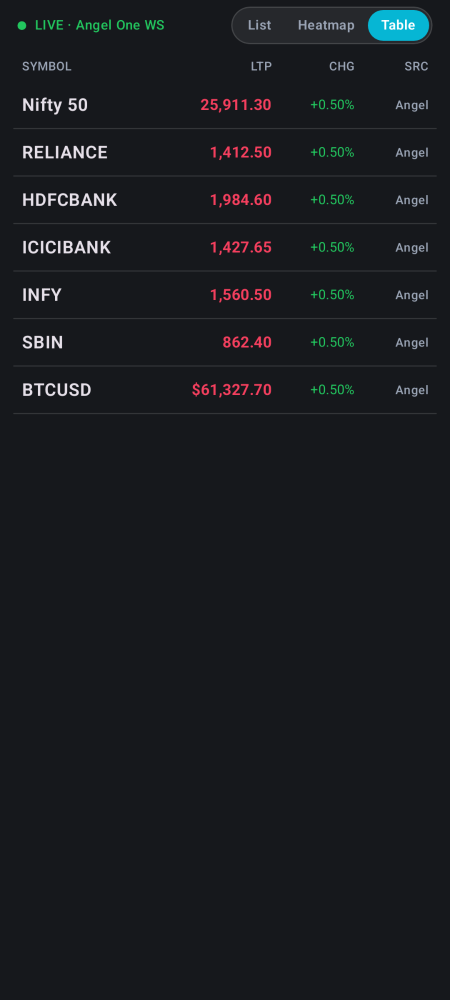 LIVE · Angel One WS List Heatmap Table
SYMBOL LTP CHG SRC
Nifty 50 25,911.30 +0.50% Angel
RELIANCE 1,412.50 +0.50% Angel
HDFCBANK 1,984.60 +0.50% Angel
ICICIBANK 1,427.65 +0.50% Angel
INFY 1,560.50 +0.50% Angel
SBIN 862.40 +0.50% Angel
BTCUSD $61,327.70 +0.50% Angel